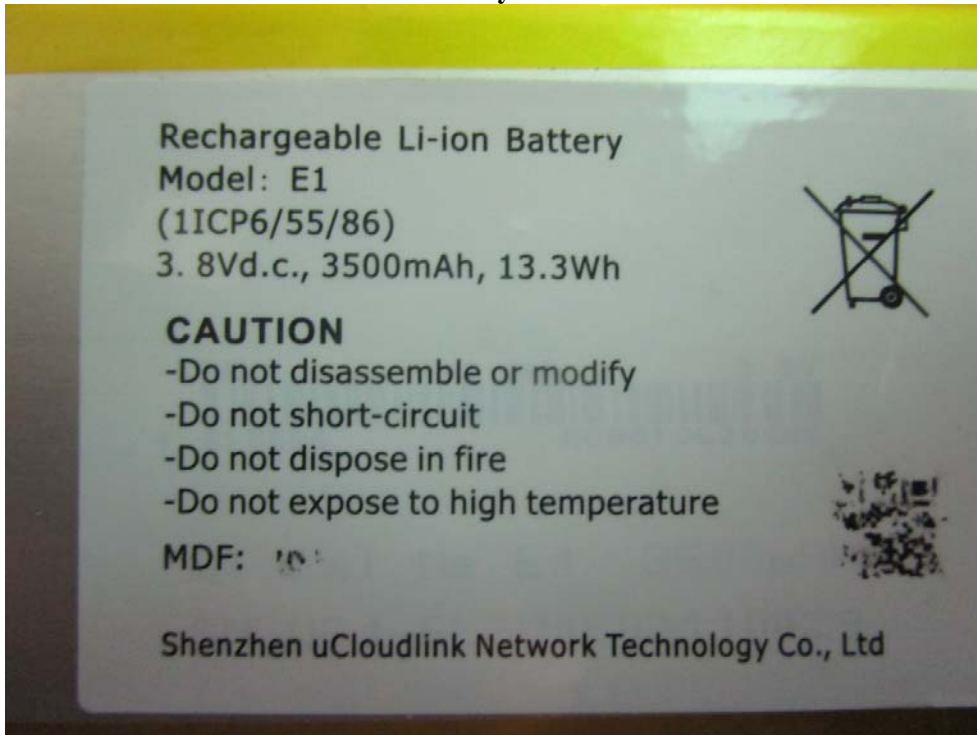 Rechargeable Li-ion Battery
Model: E1
(1ICP6/55/86)
3. 8Vd.c., 3500mAh, 13.3Wh
CAUTION
-Do not disassemble or modify
-Do not short-circuit
-Do not dispose in fire
-Do not expose to high temperature
MDF:
Shenzhen uCloudlink Network Technology Co., Ltd